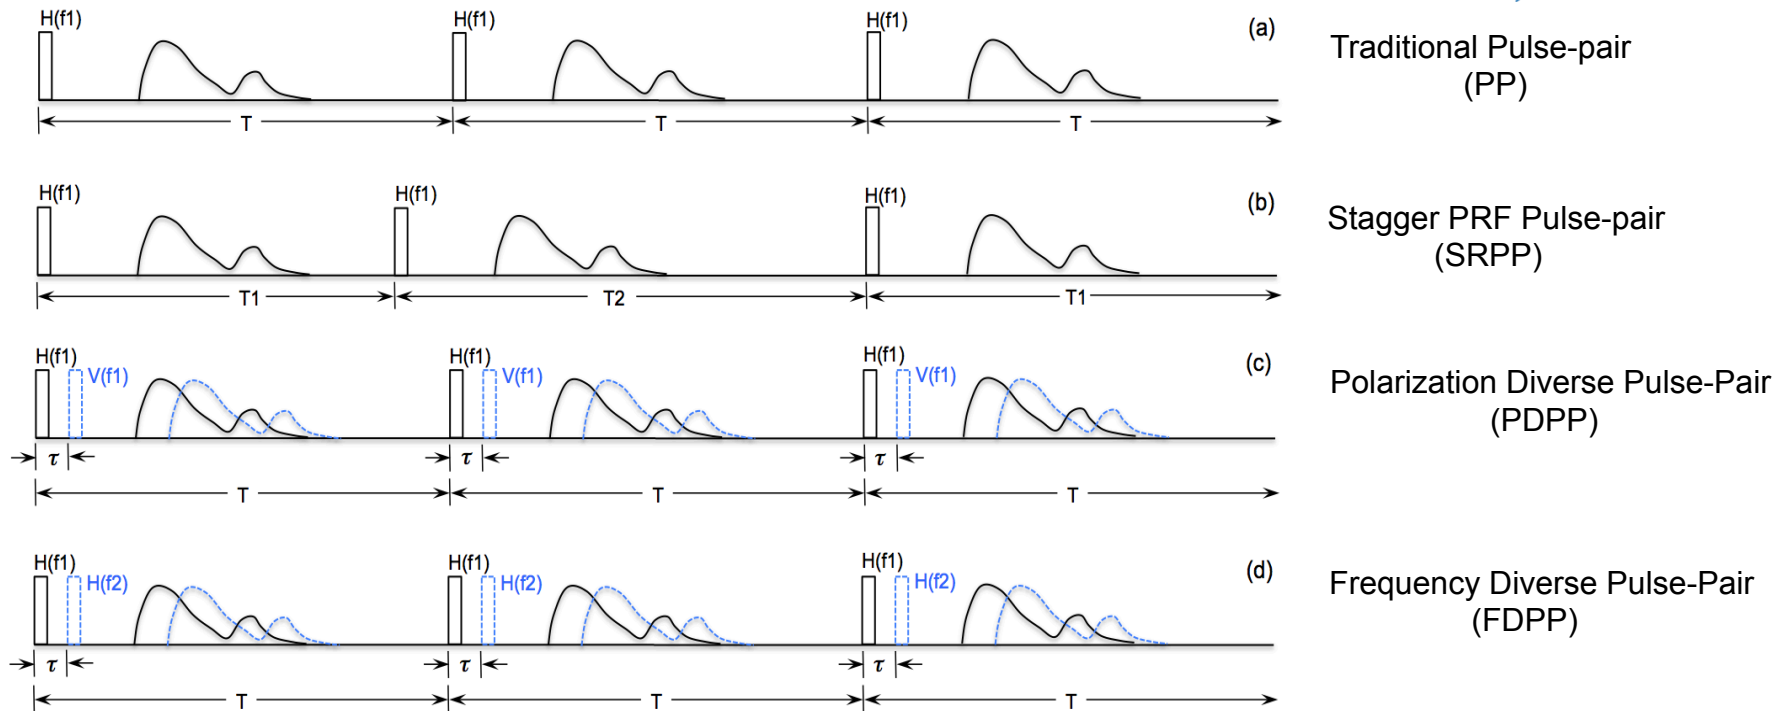 H(f1) H(f1) H(f1) (a)
Traditional Pulse-pair
(PP)
T T T
H(f1) H(f1) H(f1) (b)
Stagger PRF Pulse-pair
(SRPP)
T1 T2 T1
H(f1) H(f1) H(f1) (c)
V(f1) V(f1) V(f1)
Polarization Diverse Pulse-Pair
(PDPP)
τ τ τ
T T T
H(f1) H(f1) H(f1) (d)
H(f2) H(f2) H(f2)
Frequency Diverse Pulse-Pair
(FDPP)
τ τ τ
T T T